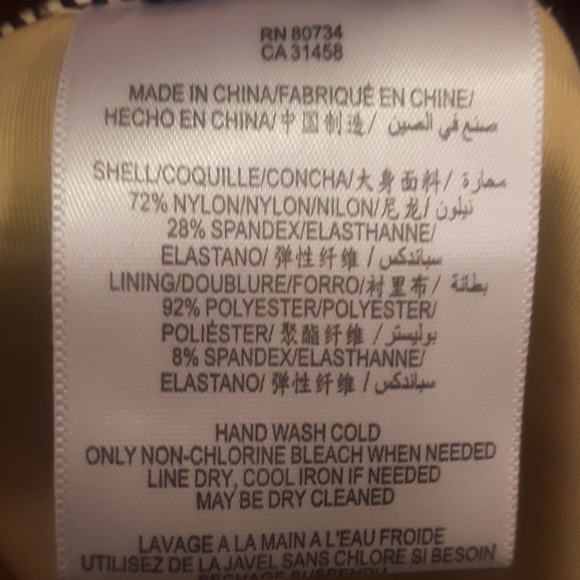 RN 80734
CA 31458
MADE IN CHINA/FABRIQUÉ EN CHINE/
HECHO EN CHINA/中国制造/ صنع في الصين
SHELL/COQUILLE/CONCHA/大身面料/ محارة
72% NYLON/NYLON/NILON/尼龙/ نيلون
28% SPANDEX/ELASTHANNE/
ELASTANO/ 弹性纤维 / سباندكس
LINING/DOUBLURE/FORRO/衬里布/ بطانة
92% POLYESTER/POLYESTER/
POLIÉSTER/ 聚酯纤维 / بوليستر
8% SPANDEX/ELASTHANNE/
ELASTANO/ 弹性纤维 / سباندكس
HAND WASH COLD
ONLY NON-CHLORINE BLEACH WHEN NEEDED
LINE DRY, COOL IRON IF NEEDED
MAY BE DRY CLEANED
LAVAGE A LA MAIN A L'EAU FROIDE
UTILISEZ DE LA JAVEL SANS CHLORE SI BESOIN
SECHAGE SUSPENDU